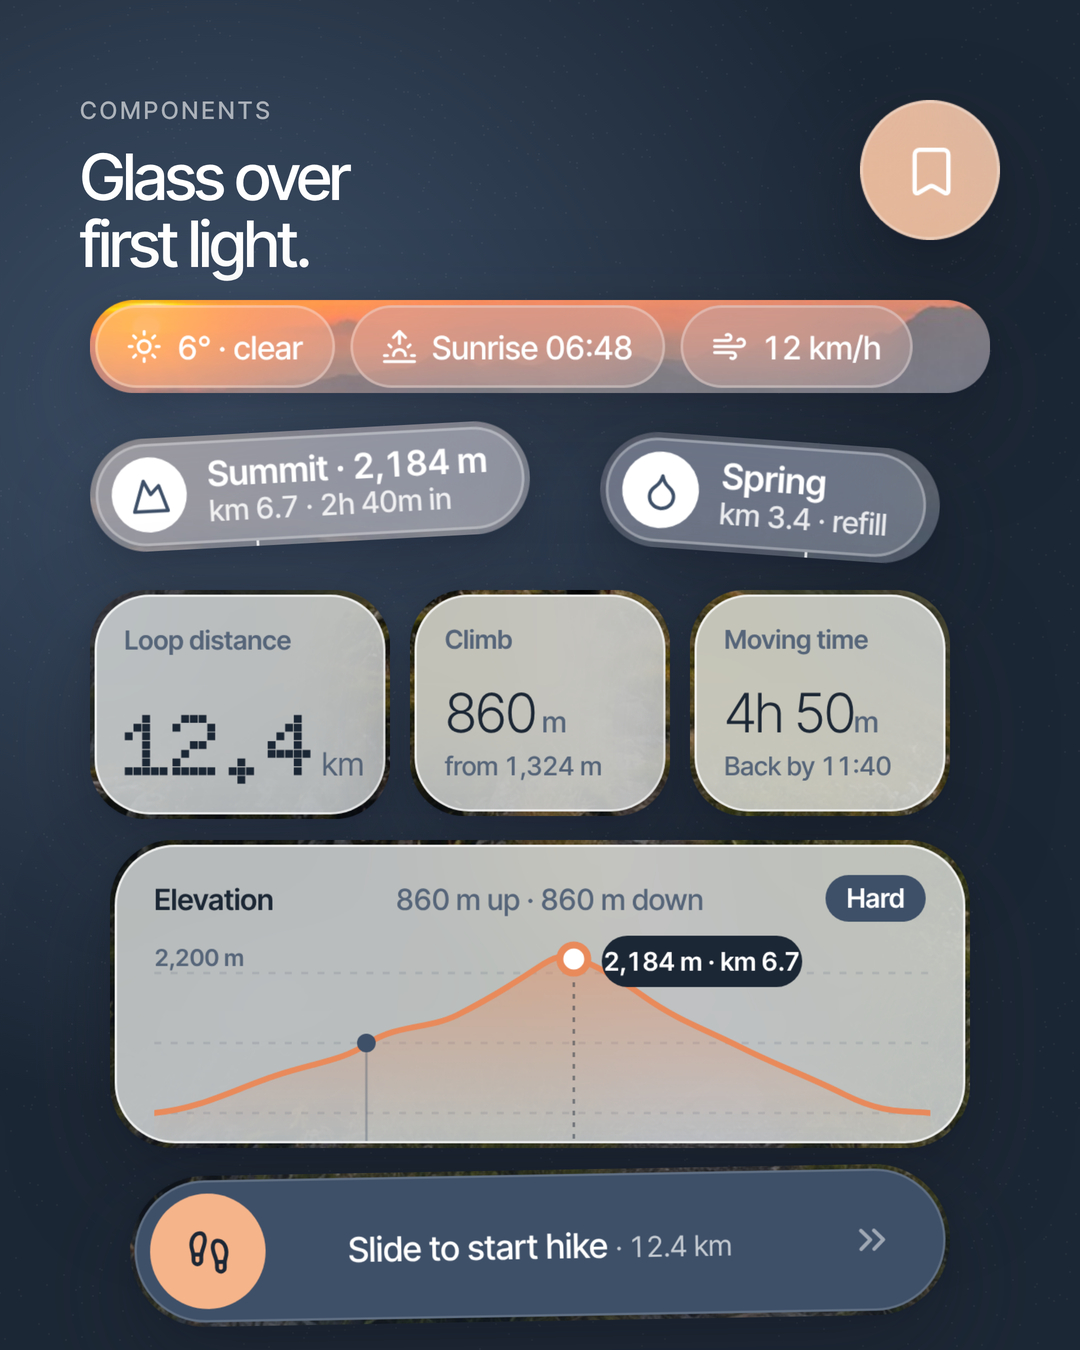 COMPONENTS
Glass over
first light.
6° · clear
Sunrise 06:48
12 km/h
Summit · 2,184 m
km 6.7 · 2h 40m in
Spring
km 3.4 · refill
Loop distance
12.4 km
Climb
860 m
from 1,324 m
Moving time
4h 50m
Back by 11:40
Elevation
860 m up · 860 m down
Hard
2,200 m
2,184 m · km 6.7
Slide to start hike · 12.4 km